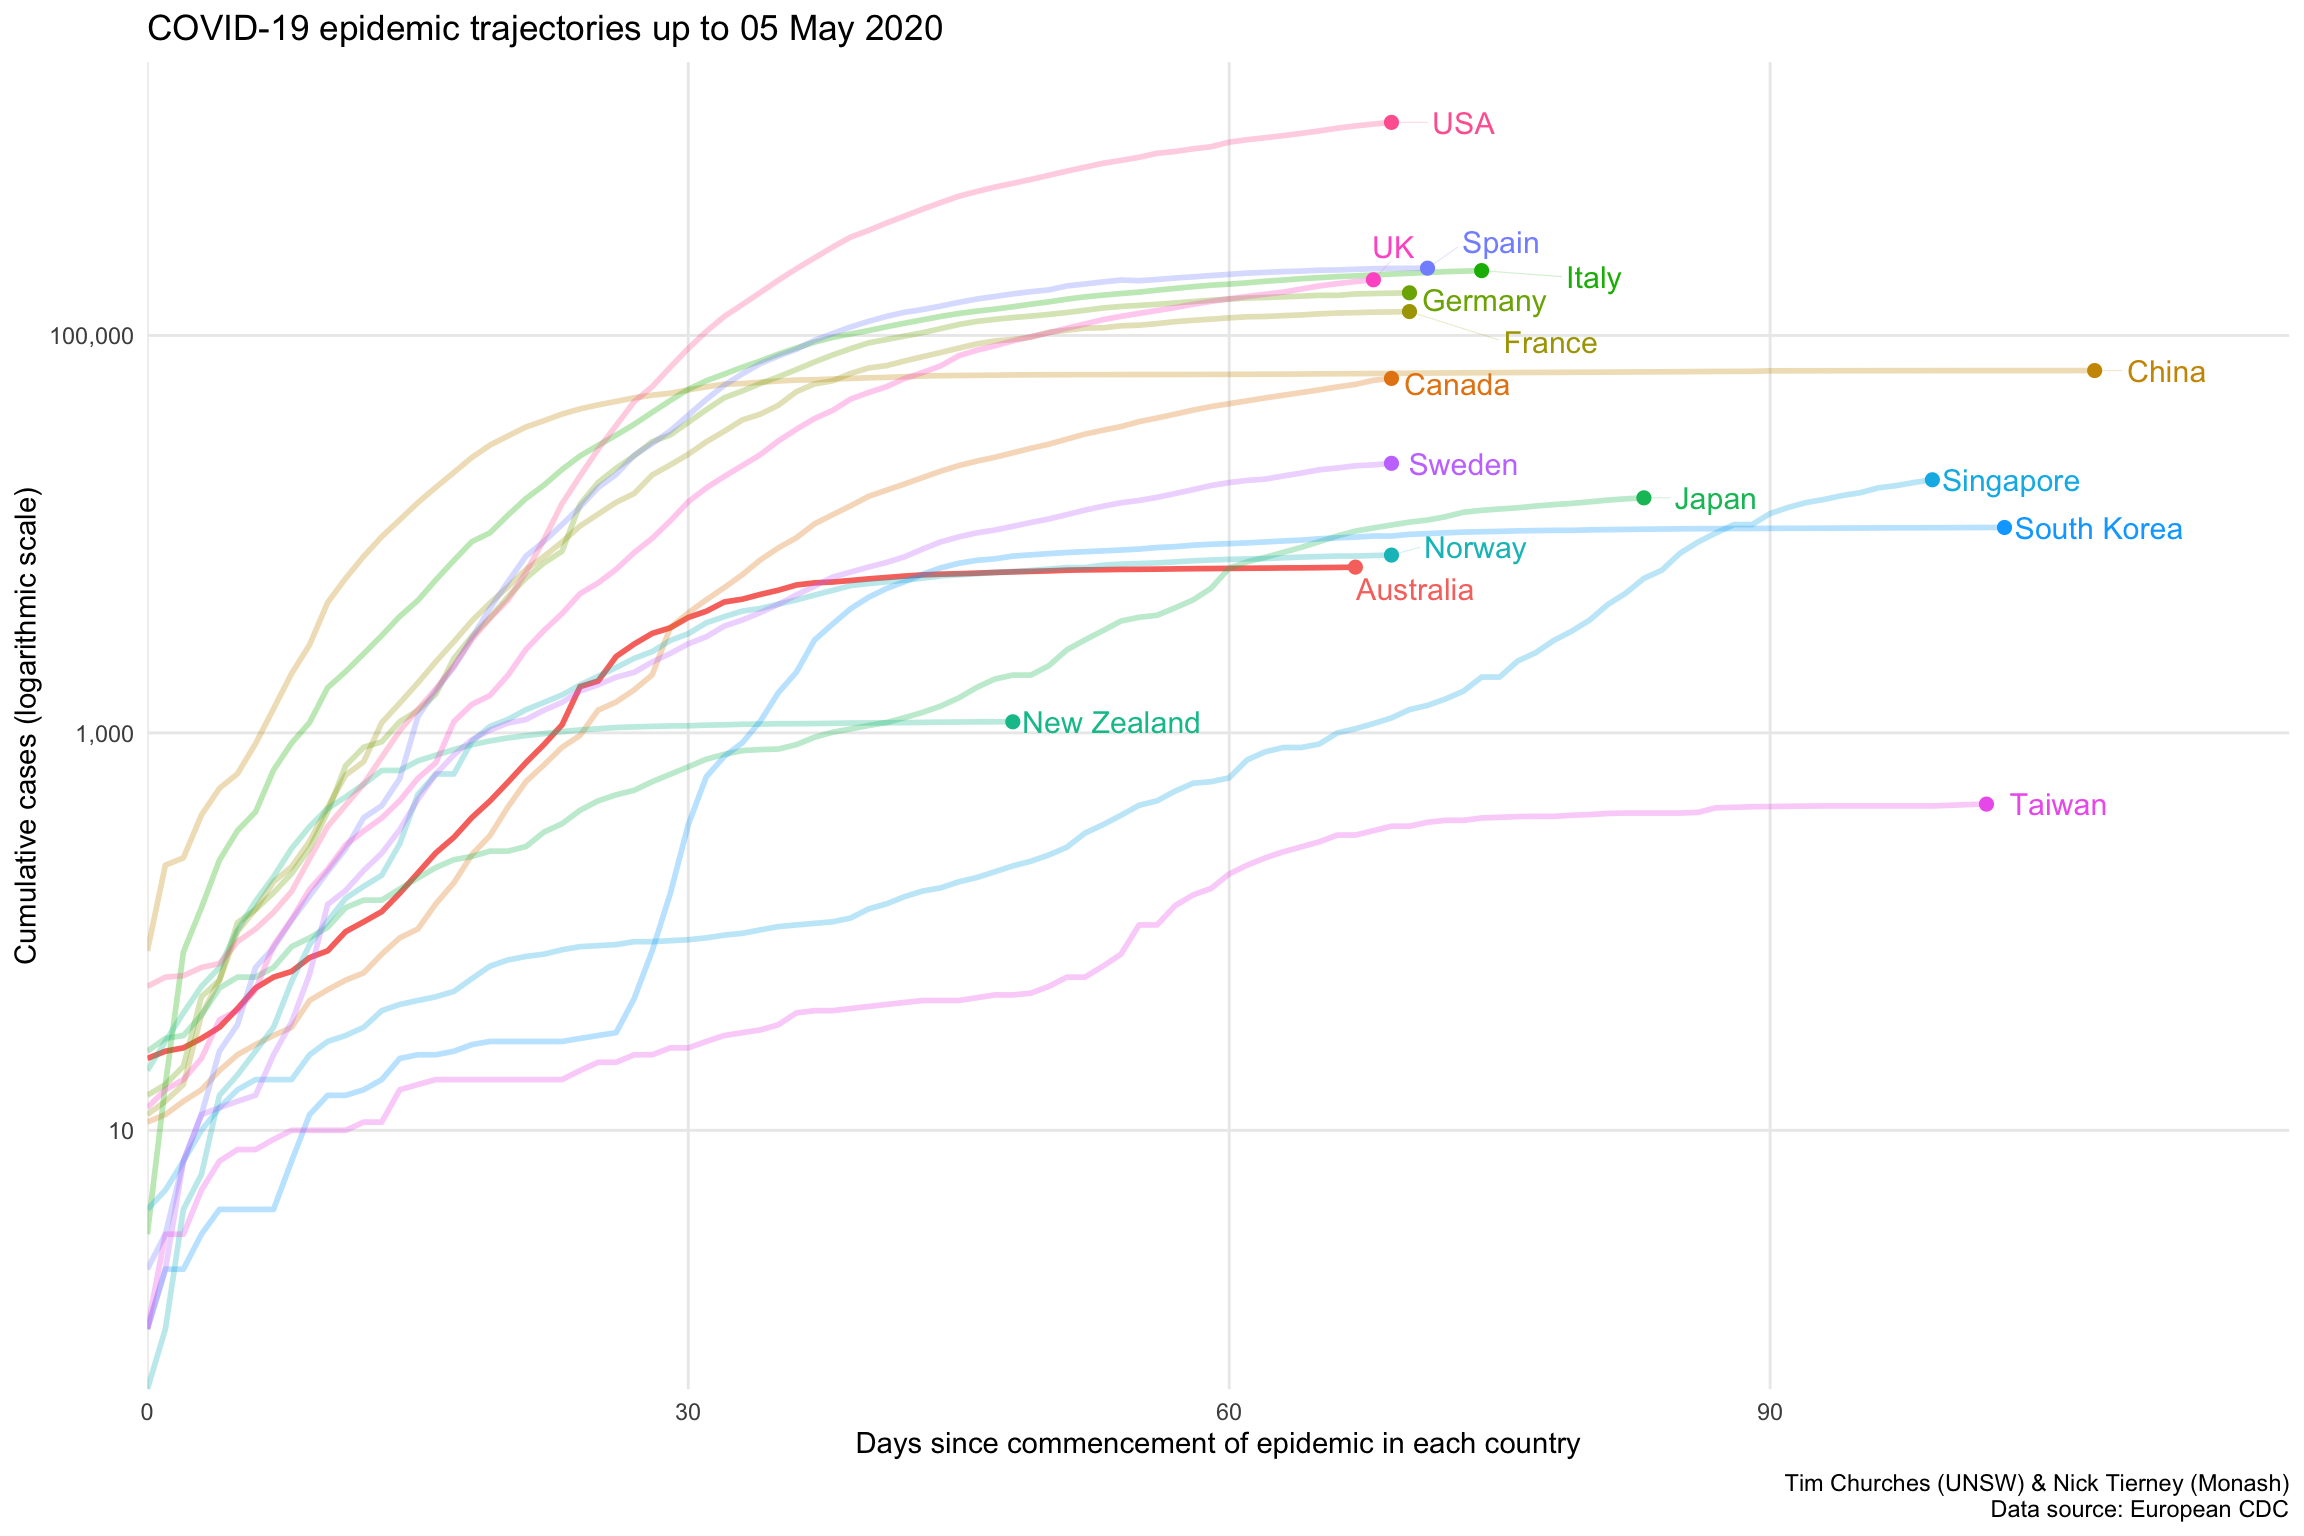 COVID-19 epidemic trajectories up to 05 May 2020
USA
UK
Spain
Italy
Germany
100,000
France
China
Canada
Sweden
Singapore
Japan
South Korea
Norway
Australia
New Zealand
1,000
Taiwan
10
Cumulative cases (logarithmic scale)
0 30 60 90
Days since commencement of epidemic in each country
Tim Churches (UNSW) & Nick Tierney (Monash)
Data source: European CDC